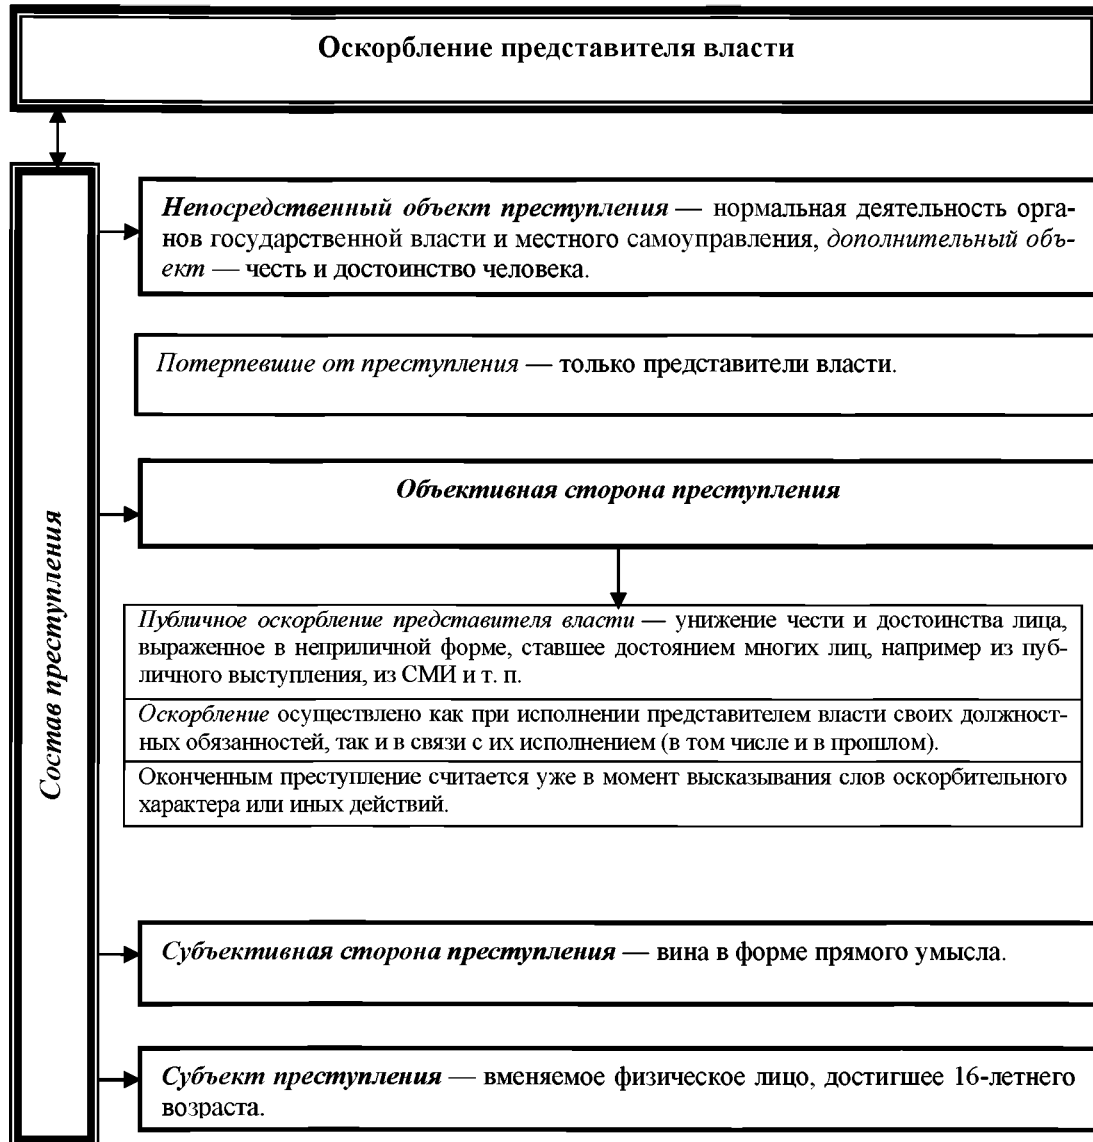 Оскорбление представителя власти
Состав преступления
Непосредственный объект преступления — нормальная деятельность орга-
нов государственной власти и местного самоуправления, дополнительный объ-
ект — честь и достоинство человека.
Потерпевшие от преступления — только представители власти.
Объективная сторона преступления
Публичное оскорбление представителя власти — унижение чести и достоинства лица,
выраженное в неприличной форме, ставшее достоянием многих лиц, например из пуб-
личного выступления, из СМИ и т. п.
Оскорбление осуществлено как при исполнении представителем власти своих должност-
ных обязанностей, так и в связи с их исполнением (в том числе и в прошлом).
Оконченным преступление считается уже в момент высказывания слов оскорбительного
характера или иных действий.
Субъективная сторона преступления — вина в форме прямого умысла.
Субъект преступления — вменяемое физическое лицо, достигшее 16-летнего
возраста.